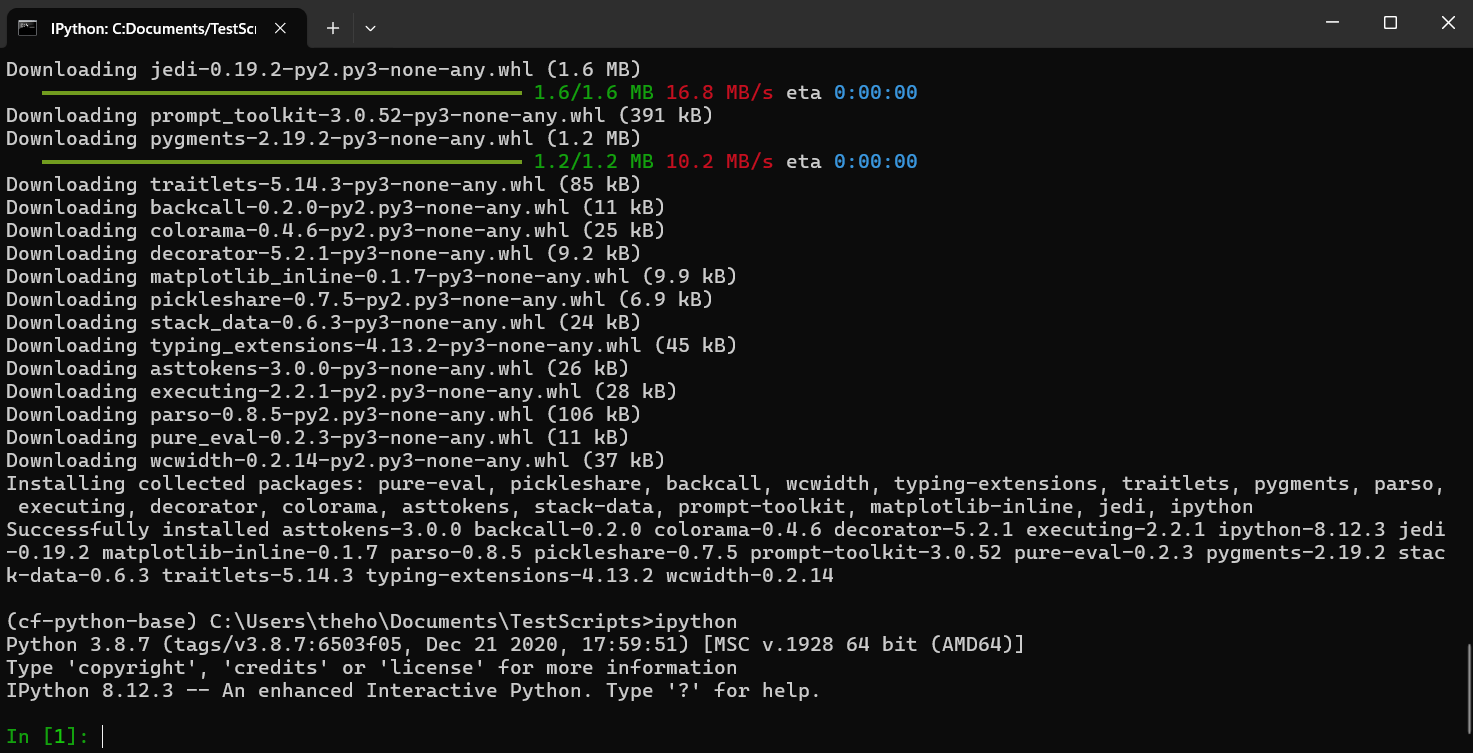 IPython: C:Documents/TestScr
Downloading jedi-0.19.2-py2.py3-none-any.whl (1.6 MB)
1.6/1.6 MB 16.8 MB/s eta 0:00:00
Downloading prompt_toolkit-3.0.52-py3-none-any.whl (391 kB)
Downloading pygments-2.19.2-py3-none-any.whl (1.2 MB)
1.2/1.2 MB 10.2 MB/s eta 0:00:00
Downloading traitlets-5.14.3-py3-none-any.whl (85 kB)
Downloading backcall-0.2.0-py2.py3-none-any.whl (11 kB)
Downloading colorama-0.4.6-py2.py3-none-any.whl (25 kB)
Downloading decorator-5.2.1-py3-none-any.whl (9.2 kB)
Downloading matplotlib_inline-0.1.7-py3-none-any.whl (9.9 kB)
Downloading pickleshare-0.7.5-py2.py3-none-any.whl (6.9 kB)
Downloading stack_data-0.6.3-py3-none-any.whl (24 kB)
Downloading typing_extensions-4.13.2-py3-none-any.whl (45 kB)
Downloading asttokens-3.0.0-py3-none-any.whl (26 kB)
Downloading executing-2.2.1-py2.py3-none-any.whl (28 kB)
Downloading parso-0.8.5-py2.py3-none-any.whl (106 kB)
Downloading pure_eval-0.2.3-py3-none-any.whl (11 kB)
Downloading wcwidth-0.2.14-py2.py3-none-any.whl (37 kB)
Installing collected packages: pure-eval, pickleshare, backcall, wcwidth, typing-extensions, traitlets, pygments, parso,
executing, decorator, colorama, asttokens, stack-data, prompt-toolkit, matplotlib-inline, jedi, ipython
Successfully installed asttokens-3.0.0 backcall-0.2.0 colorama-0.4.6 decorator-5.2.1 executing-2.2.1 ipython-8.12.3 jedi
-0.19.2 matplotlib-inline-0.1.7 parso-0.8.5 pickleshare-0.7.5 prompt-toolkit-3.0.52 pure-eval-0.2.3 pygments-2.19.2 stac
k-data-0.6.3 traitlets-5.14.3 typing-extensions-4.13.2 wcwidth-0.2.14
(cf-python-base) C:\Users\theho\Documents\TestScripts>ipython
Python 3.8.7 (tags/v3.8.7:6503f05, Dec 21 2020, 17:59:51) [MSC v.1928 64 bit (AMD64)]
Type 'copyright', 'credits' or 'license' for more information
IPython 8.12.3 -- An enhanced Interactive Python. Type '?' for help.
In [1]: